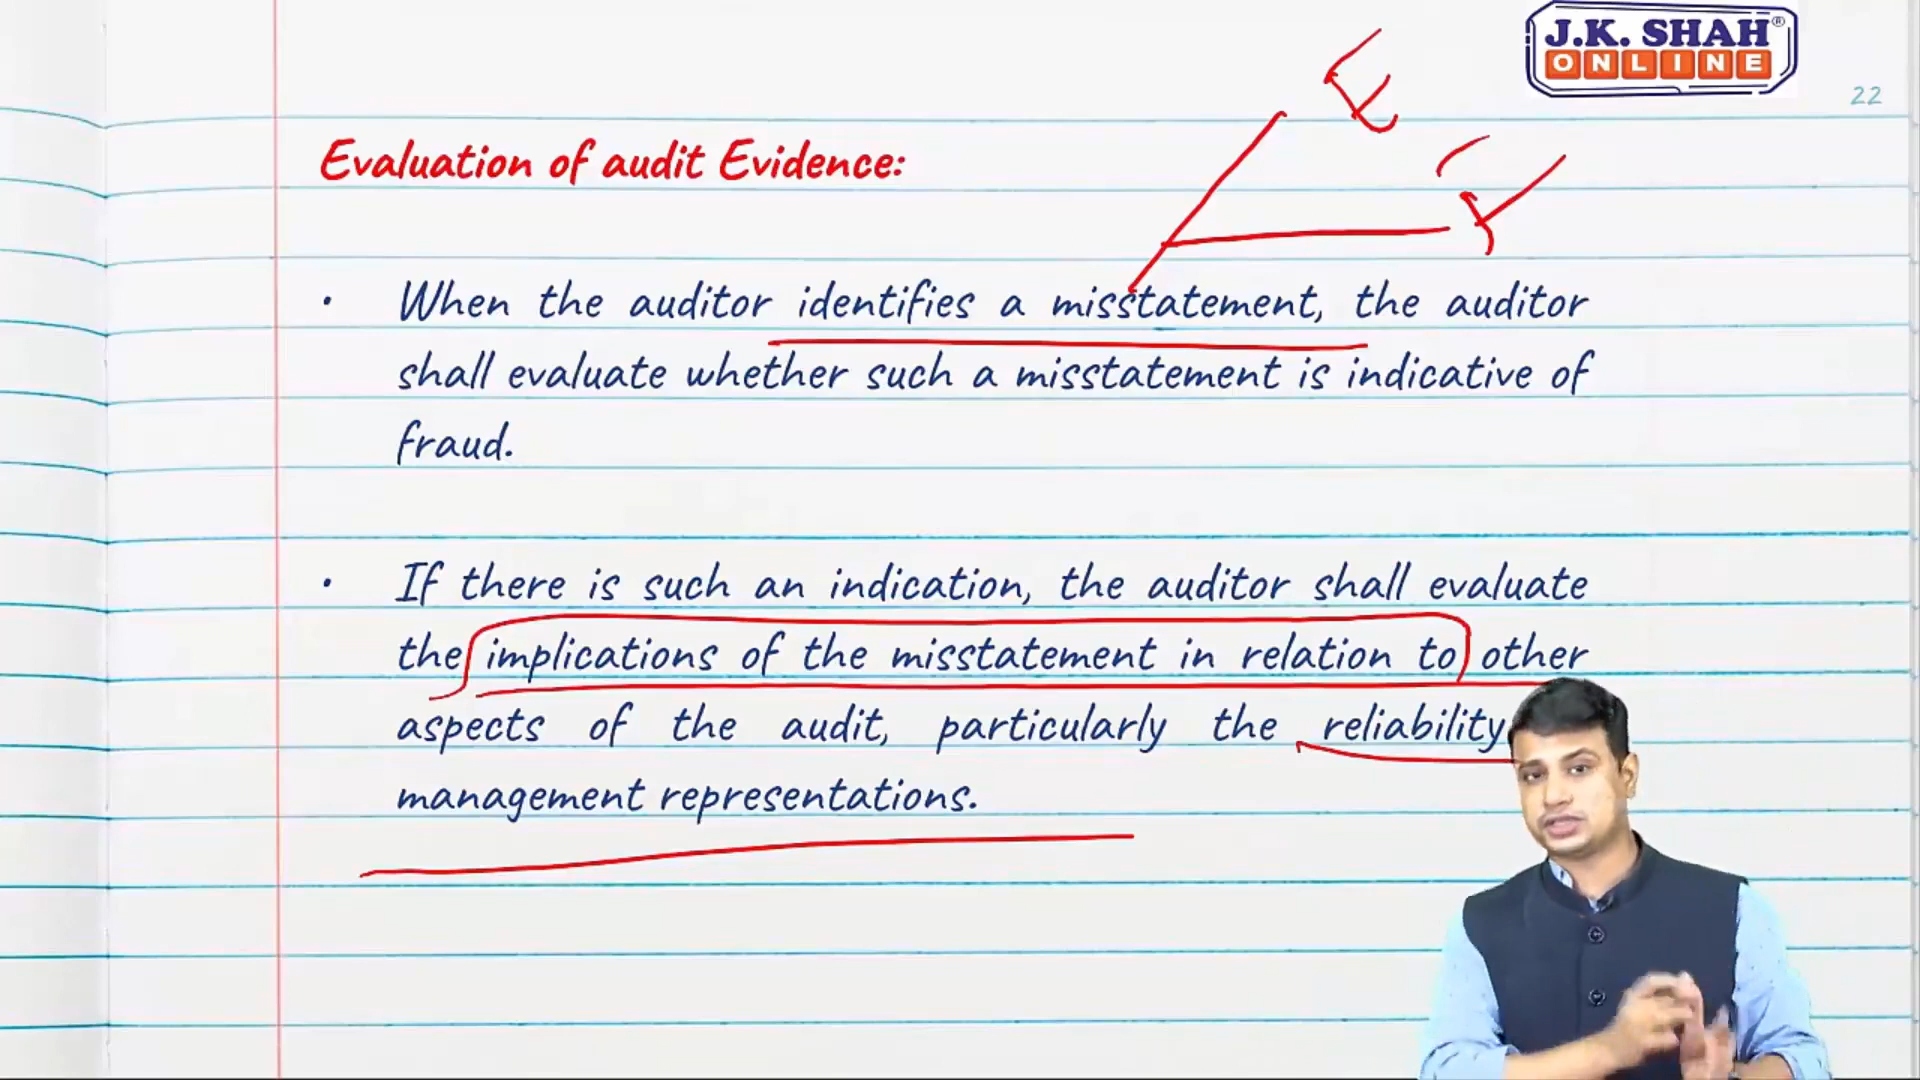 J.K. SHAH®
ONLINE
22
E
F
Evaluation of audit Evidence:
• When the auditor identifies a misstatement, the auditor
shall evaluate whether such a misstatement is indicative of
fraud.
• If there is such an indication, the auditor shall evaluate
the implications of the misstatement in relation to other
aspects of the audit, particularly the reliability
management representations.